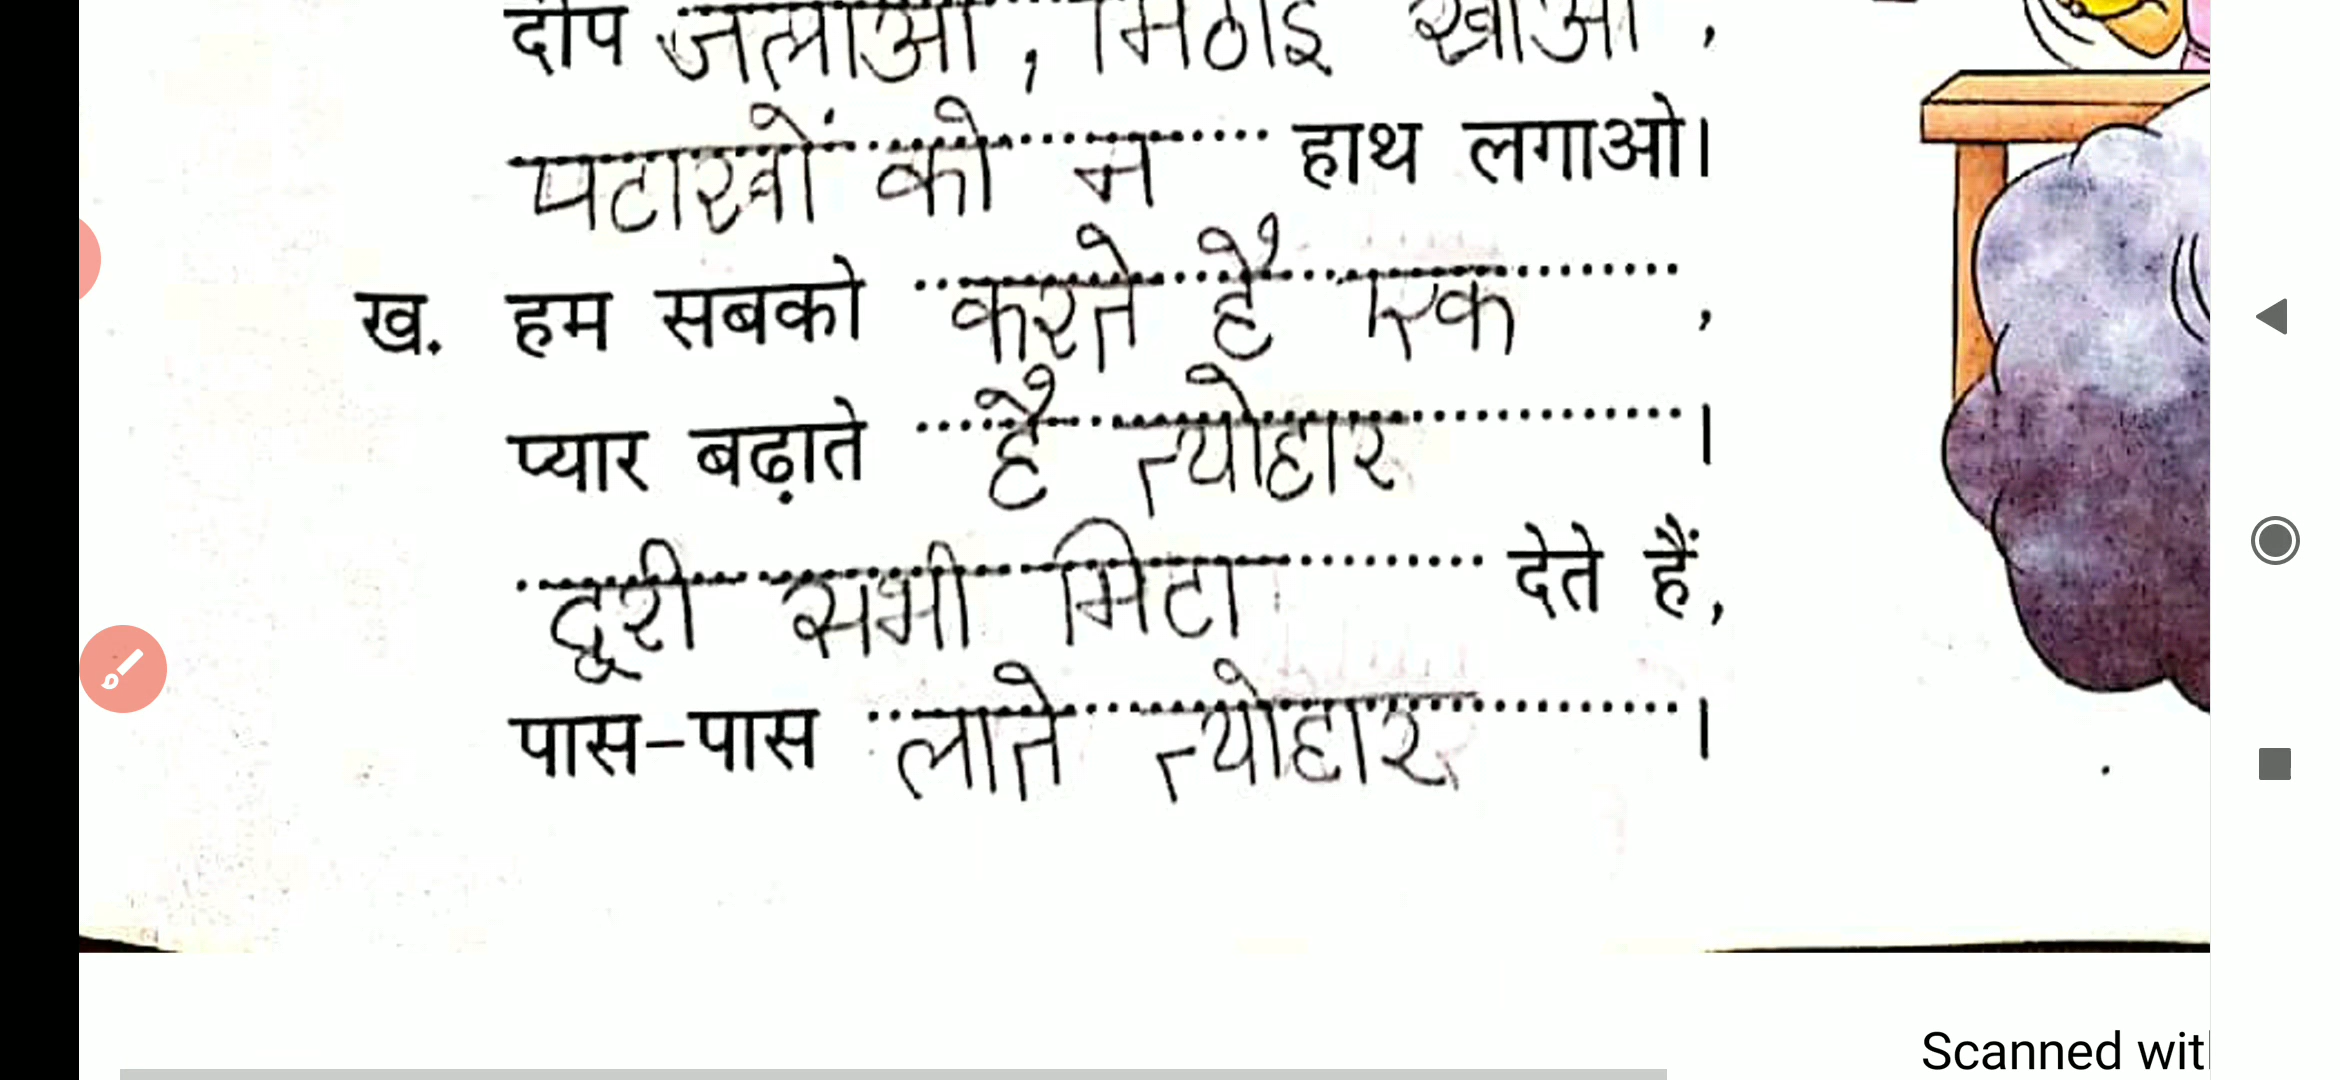 दीप जलाओ, मिठाई खाओ,
पटाखों को न हाथ लगाओ।
ख. हम सबको करते है एक,
प्यार बढ़ाते है त्योहार।
दूरी सभी मिटा देते हैं,
पास-पास लाते त्योहार।
Scanned wit